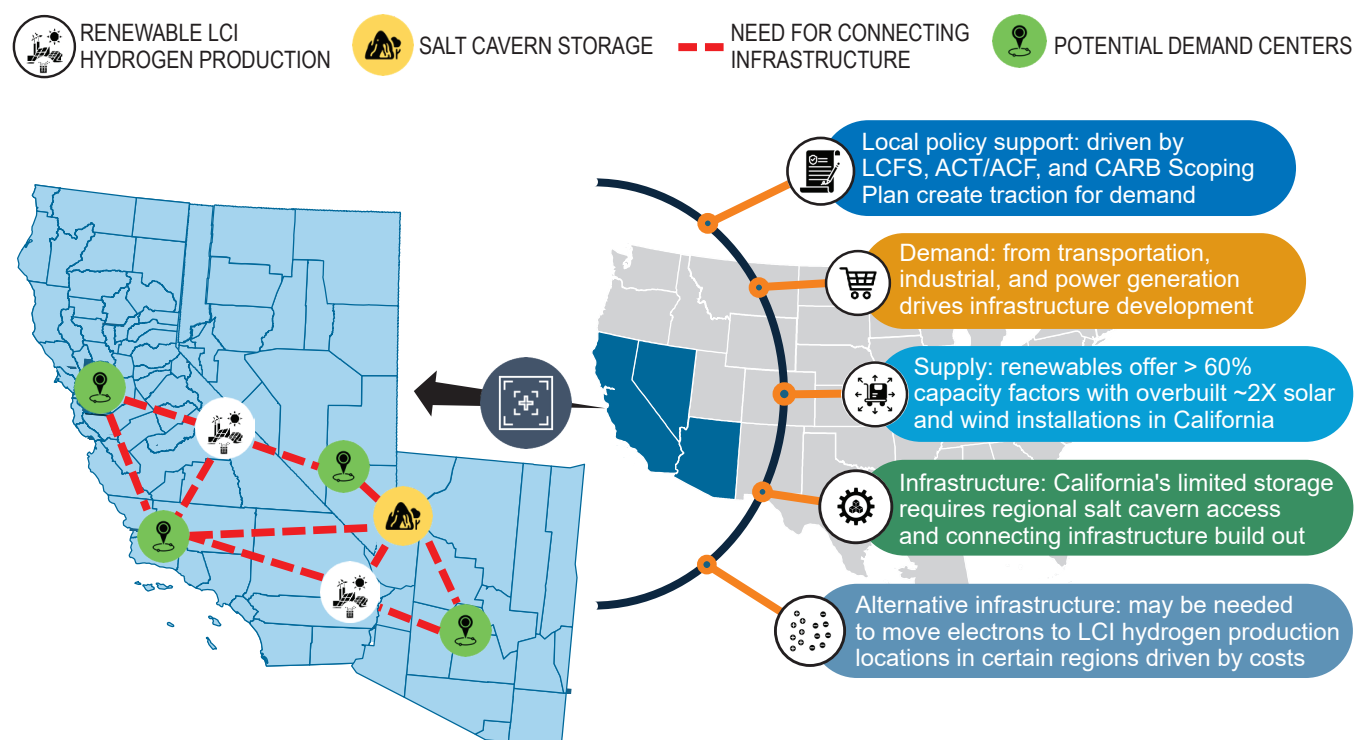 RENEWABLE LCI
HYDROGEN PRODUCTION
SALT CAVERN STORAGE
NEED FOR CONNECTING
INFRASTRUCTURE
POTENTIAL DEMAND CENTERS
Local policy support: driven by
LCFS, ACT/ACF, and CARB Scoping
Plan create traction for demand
Demand: from transportation,
industrial, and power generation
drives infrastructure development
Supply: renewables offer > 60%
capacity factors with overbuilt ~2X solar
and wind installations in California
Infrastructure: California's limited storage
requires regional salt cavern access
and connecting infrastructure build out
Alternative infrastructure: may be needed
to move electrons to LCI hydrogen production
locations in certain regions driven by costs